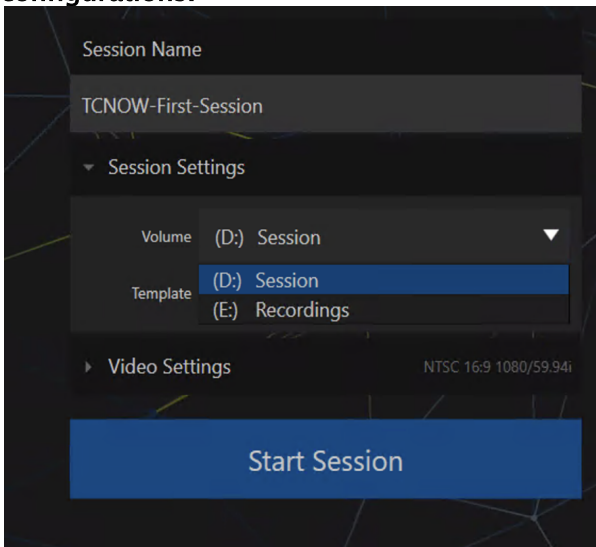 configurations.
Session Name
TCNOW-First-Session
Session Settings
Volume (D:) Session
(D:) Session
Template
(E:) Recordings
Video Settings NTSC 16:9 1080/59.94i
Start Session